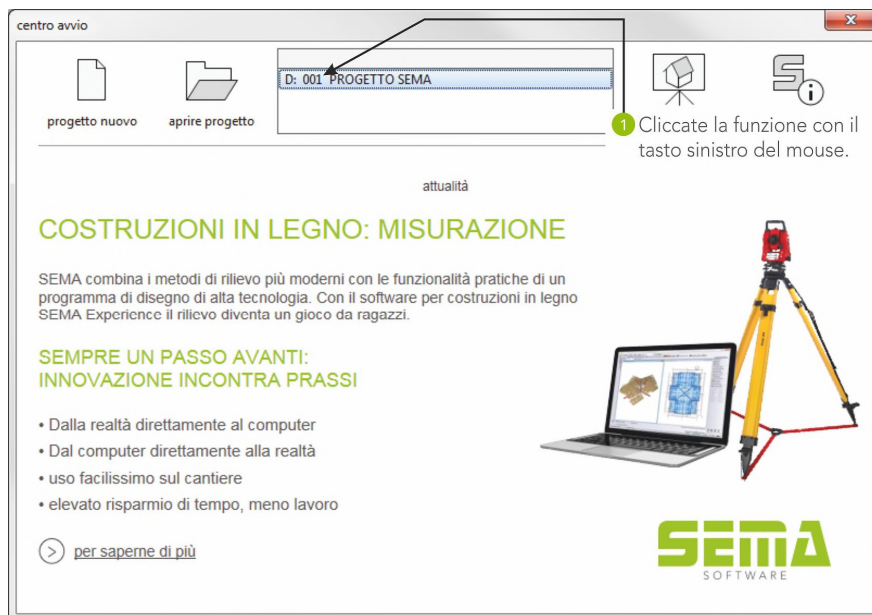 centro avvio
progetto nuovo
aprire progetto
D: 001 PROGETTO SEMA
1 Cliccate la funzione con il
tasto sinistro del mouse.
attualità
COSTRUZIONI IN LEGNO: MISURAZIONE
SEMA combina i metodi di rilievo più moderni con le funzionalità pratiche di un
programma di disegno di alta tecnologia. Con il software per costruzioni in legno
SEMA Experience il rilievo diventa un gioco da ragazzi.
SEMPRE UN PASSO AVANTI:
INNOVAZIONE INCONTRA PRASSI
• Dalla realtà direttamente al computer
• Dal computer direttamente alla realtà
• uso facilissimo sul cantiere
• elevato risparmio di tempo, meno lavoro
per saperne di più
SEMA
SOFTWARE